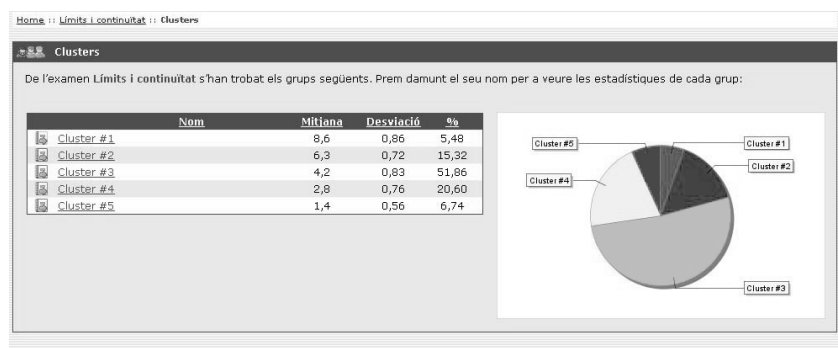 Home :: Límits i continuïtat :: Clusters
Clusters
De l'examen Límits i continuïtat s'han trobat els grups següents. Prem damunt el seu nom per a veure les estadístiques de cada grup:
Nom Mitjana Desviació %
Cluster #1 8,6 0,86 5,48
Cluster #2 6,3 0,72 15,32
Cluster #3 4,2 0,83 51,86
Cluster #4 2,8 0,76 20,60
Cluster #5 1,4 0,56 6,74
Cluster #5
Cluster #1
Cluster #2
Cluster #4
Cluster #3